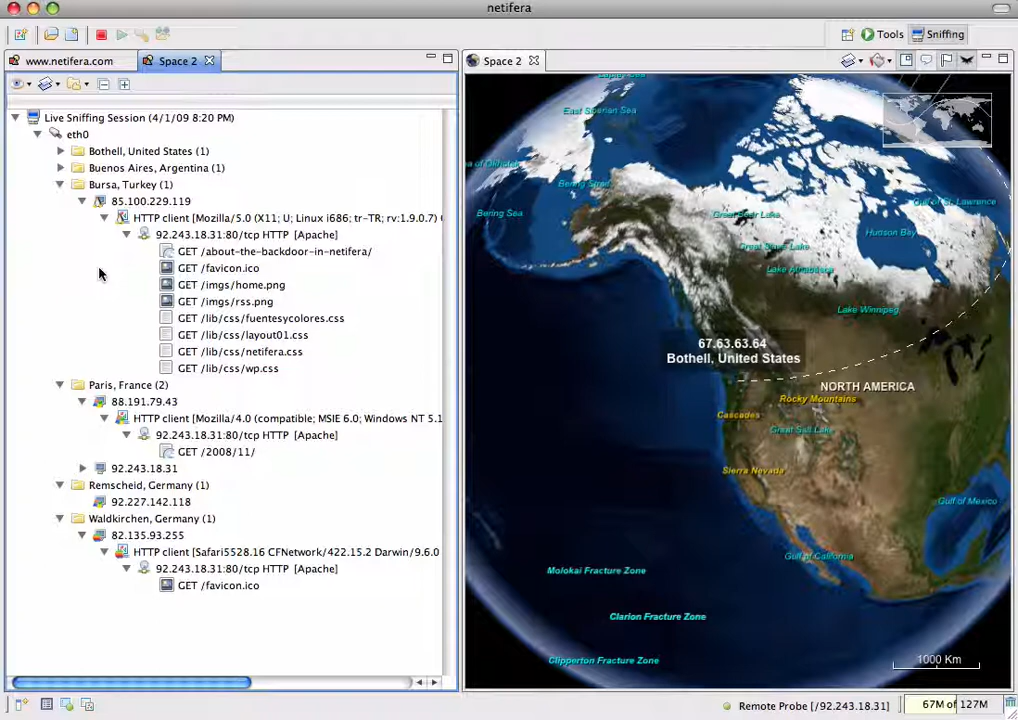 netifera
Tools
Sniffing
www.netifera.com
Space 2
Space 2
Live Sniffing Session (4/1/09 8:20 PM)
eth0
Bothell, United States (1)
Buenos Aires, Argentina (1)
Bursa, Turkey (1)
85.100.229.119
HTTP client [Mozilla/5.0 (X11; U; Linux i686; tr-TR; rv:1.9.0.7)
92.243.18.31:80/tcp HTTP [Apache]
GET /about-the-backdoor-in-netifera/
GET /favicon.ico
GET /imgs/home.png
GET /imgs/rss.png
GET /lib/css/fuentesycolores.css
GET /lib/css/layout01.css
GET /lib/css/netifera.css
GET /lib/css/wp.css
Paris, France (2)
88.191.79.43
HTTP client [Mozilla/4.0 (compatible; MSIE 6.0; Windows NT 5.1
92.243.18.31:80/tcp HTTP [Apache]
GET /2008/11/
92.243.18.31
Remscheid, Germany (1)
92.227.142.118
Waldkirchen, Germany (1)
82.135.93.255
HTTP client [Safari5528.16 CFNetwork/422.15.2 Darwin/9.6.0
92.243.18.31:80/tcp HTTP [Apache]
GET /favicon.ico
East Siberian Sea
ea of Okhotsk
Bering Strait
Bering Sea
Great Bear Lake
Great Slave Lake
Lake Athabasca
Gulf of St. Lawrence
Hudson Bay
Lake Winnipeg
67.63.63.64
Bothell, United States
NORTH AMERICA
Rocky Mountains
Cascades
Great Salt Lake
Sierra Nevada
Gulf of Mexico
Gulf of California
Molokai Fracture Zone
Clarion Fracture Zone
Clipperton Fracture Zone
1000 Km
Remote Probe [/92.243.18.31]
67M of 127M